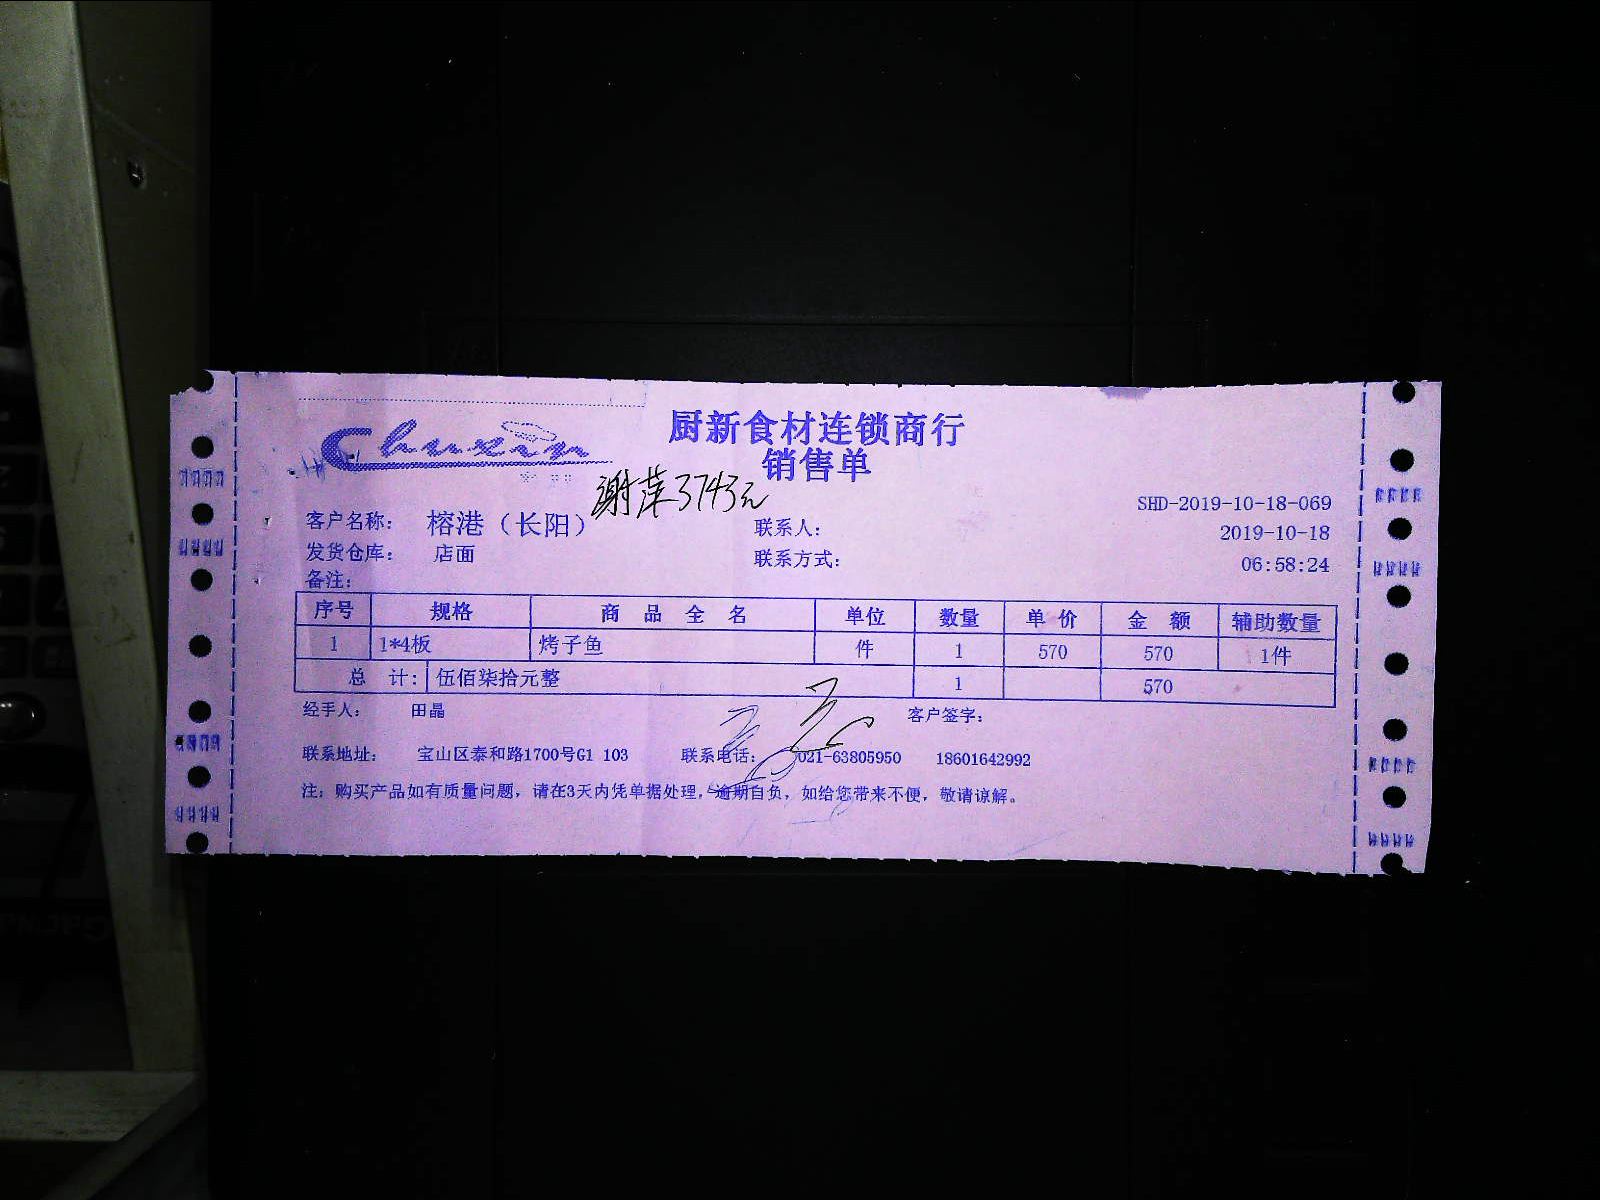 Chuxin
厨新食材连锁商行
销售单
谢萍3743元
SHD-2019-10-18-069
客户名称: 榕港（长阳） 联系人: 2019-10-18
发货仓库: 店面 联系方式: 06:58:24
备注:
序号 规格 商品全名 单位 数量 单价 金额 辅助数量
1 1*4板 烤子鱼 件 1 570 570 1件
总计: 伍佰柒拾元整 1 570
经手人: 田晶 客户签字:
联系地址: 宝山区泰和路1700号G1 103 联系电话: 021-63805950 18601642992
注: 购买产品如有质量问题, 请在3天内凭单据处理, 逾期自负, 如给您带来不便, 敬请谅解。